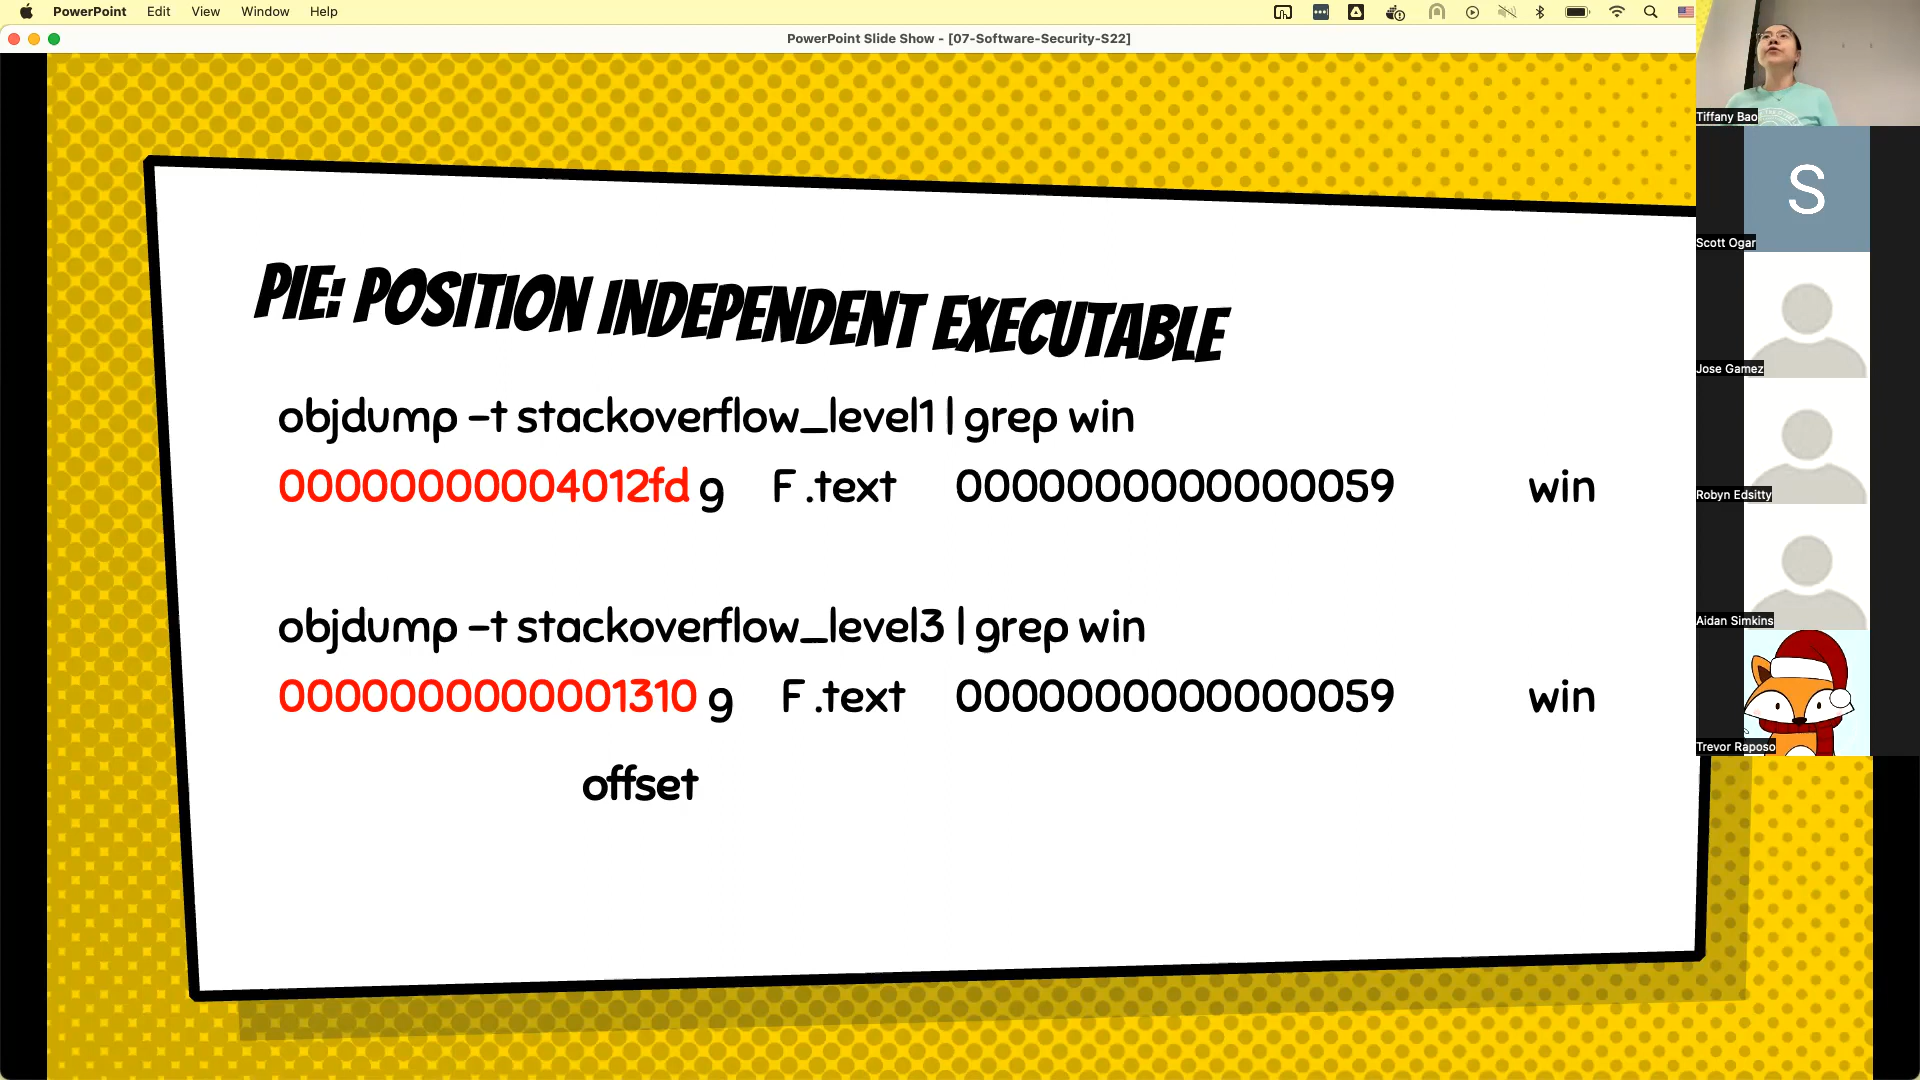 PowerPoint Edit View Window Help
PowerPoint Slide Show - [07-Software-Security-S22]
PIE: POSITION INDEPENDENT EXECUTABLE
objdump -t stackoverflow_level1 | grep win
00000000004012fd g F .text 0000000000000059 win
objdump -t stackoverflow_level3 | grep win
0000000000001310 g F .text 0000000000000059 win
offset
Tiffany Bao
S
Scott Ogar
Jose Gamez
Robyn Edsitty
Aidan Simkins
Trevor Raposo